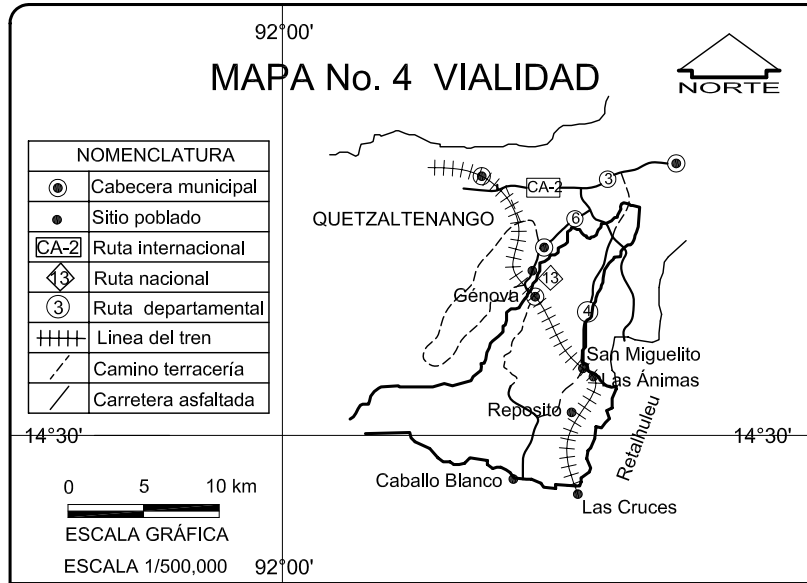 92°00'
MAPA No. 4 VIALIDAD
NORTE
NOMENCLATURA
Cabecera municipal
Sitio poblado
CA-2 Ruta internacional
13 Ruta nacional
3 Ruta departamental
Linea del tren
Camino terracería
Carretera asfaltada
3
CA-2
QUETZALTENANGO
6
13
Génova
4
San Miguelito
Las Ánimas
Reposito
Retalhuleu
14°30'
14°30'
Caballo Blanco
Las Cruces
0 5 10 km
ESCALA GRÁFICA
ESCALA 1/500,000
92°00'